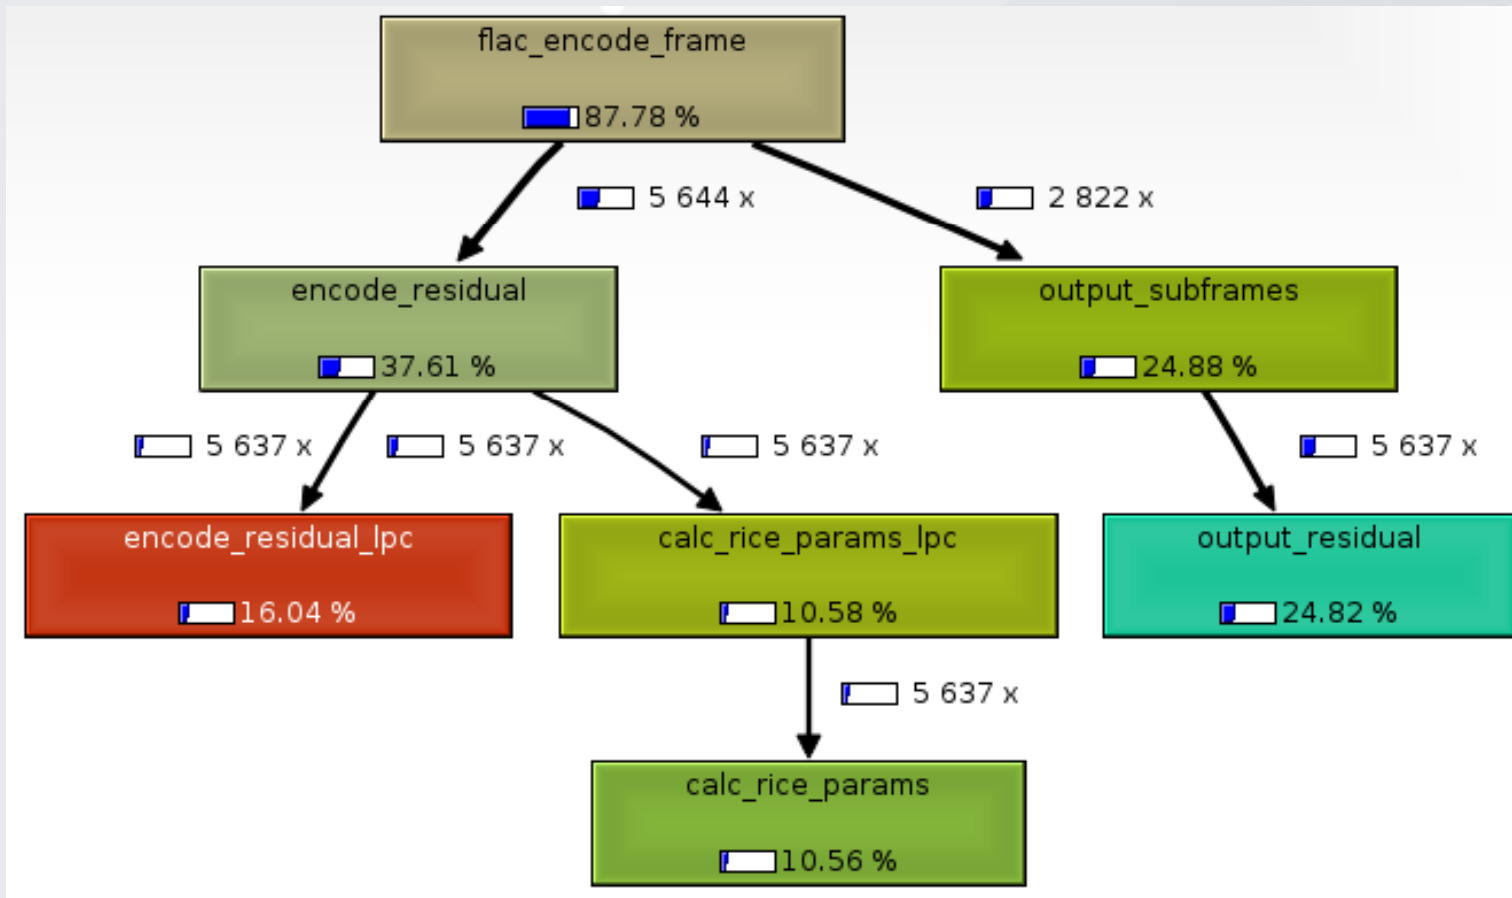 flac_encode_frame
87.78 %
5 644 x
2 822 x
encode_residual
37.61 %
output_subframes
24.88 %
5 637 x
5 637 x
5 637 x
5 637 x
encode_residual_lpc
16.04 %
calc_rice_params_lpc
10.58 %
output_residual
24.82 %
5 637 x
calc_rice_params
10.56 %